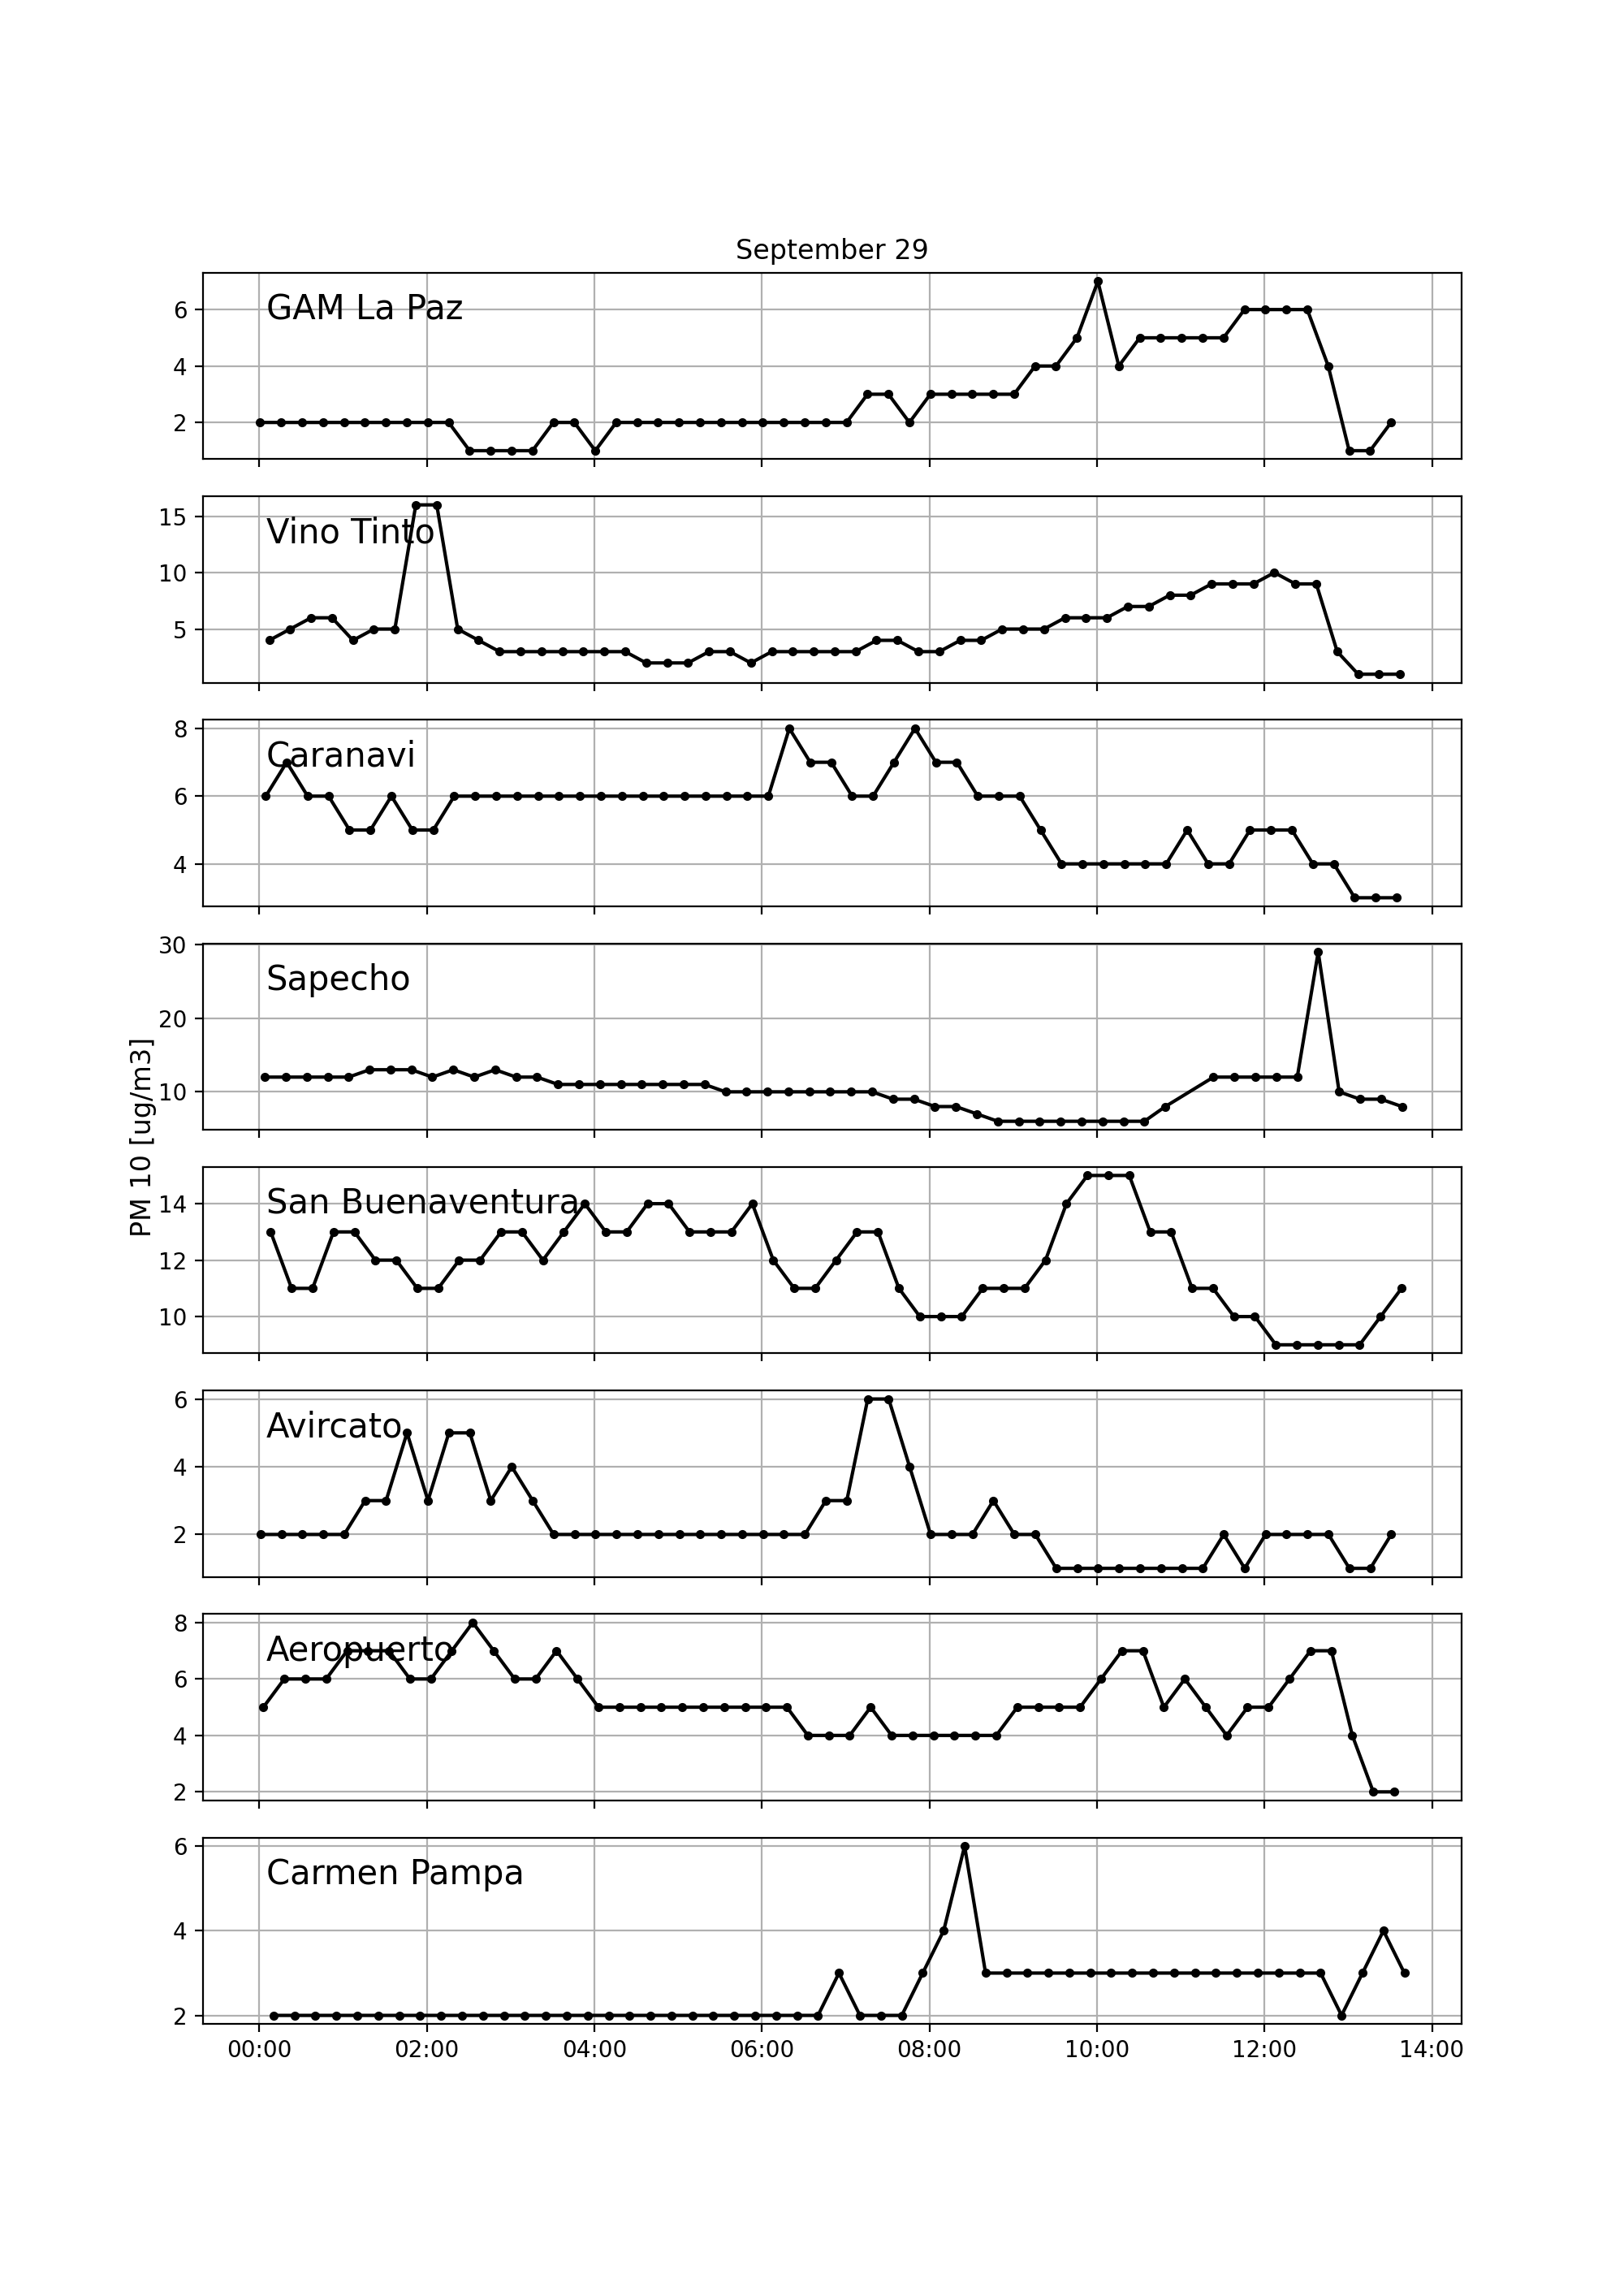 September 29
GAM La Paz
6
4
2
Vino Tinto
15
10
5
Caranavi
8
6
4
PM 10 [ug/m3]
Sapecho
30
20
10
San Buenaventura
14
12
10
Avircato
6
4
2
Aeropuerto
8
6
4
2
Carmen Pampa
6
4
2
00:00 02:00 04:00 06:00 08:00 10:00 12:00 14:00